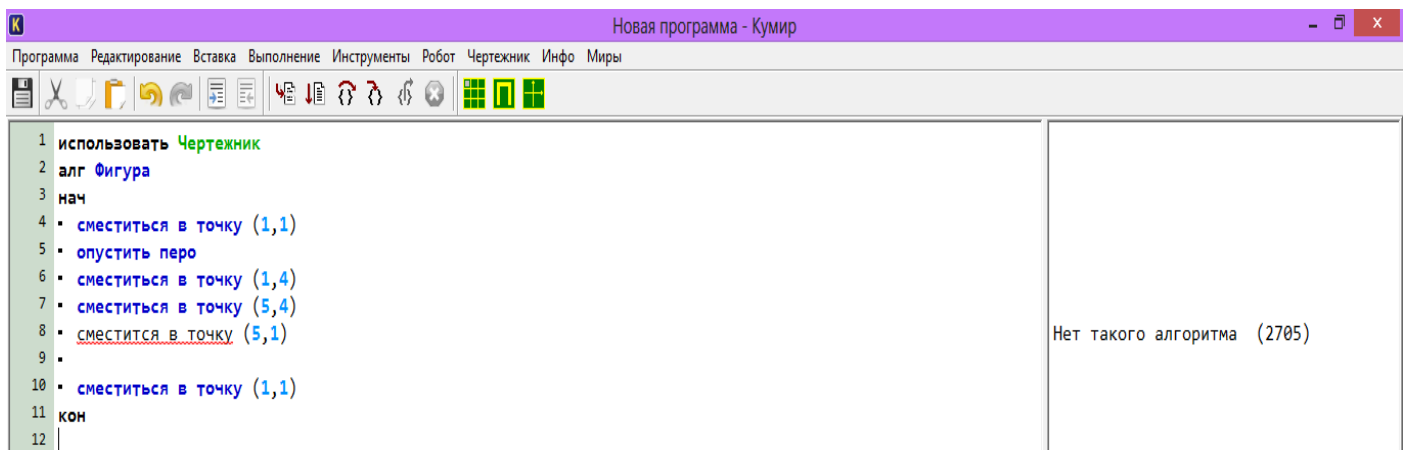 K
Новая программа - Кумир
Программа Редактирование Вставка Выполнение Инструменты Робот Чертежник Инфо Миры
1 использовать Чертежник
2 алг Фигура
3 нач
4 сместиться в точку (1,1)
5 опустить перо
6 сместиться в точку (1,4)
7 сместиться в точку (5,4)
8 сместится в точку (5,1)
Нет такого алгоритма (2705)
9
10 сместиться в точку (1,1)
11 кон
12